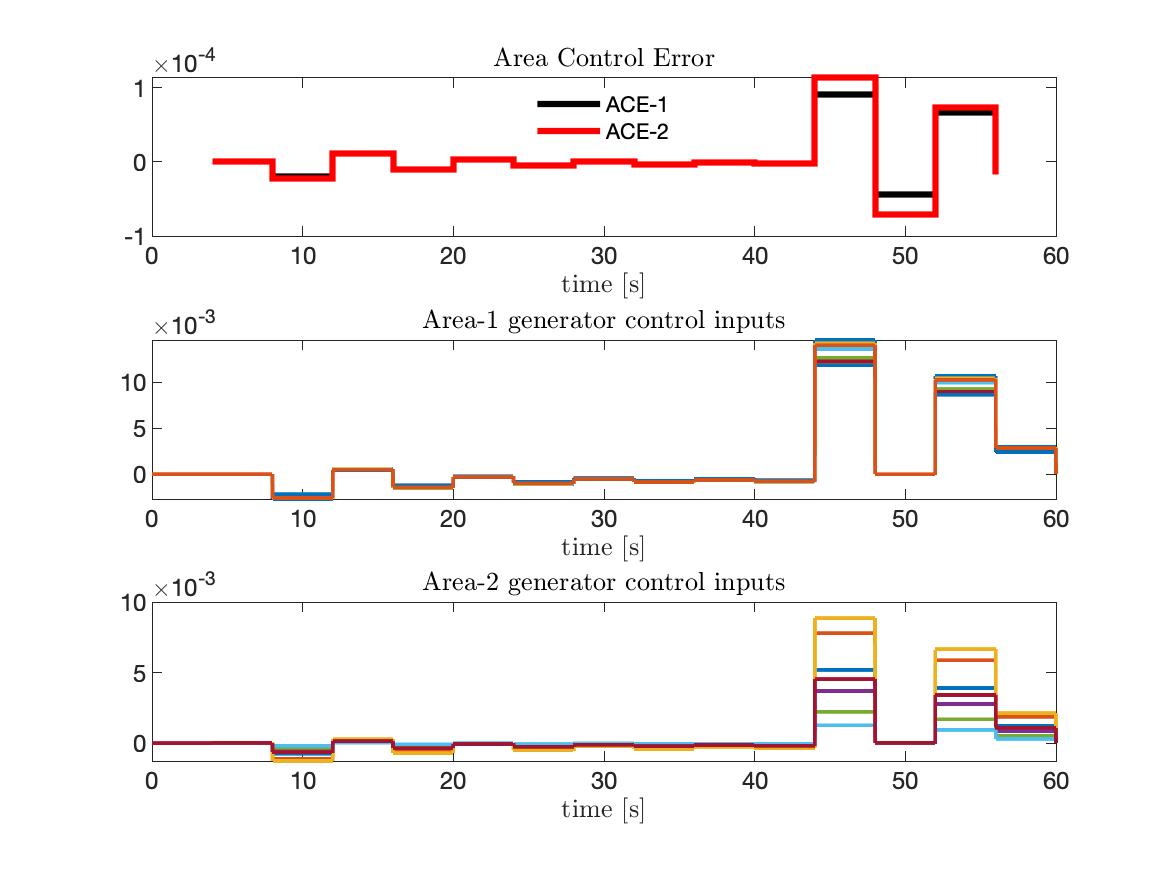 ×10-4
Area Control Error
1
0
-1
ACE-1
ACE-2
0 10 20 30 40 50 60
time [s]
×10-3
Area-1 generator control inputs
10
5
0
0 10 20 30 40 50 60
time [s]
×10-3
Area-2 generator control inputs
10
5
0
0 10 20 30 40 50 60
time [s]